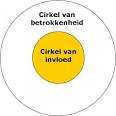 Cirkel van
betrokkenheid
Cirkel van
invloed